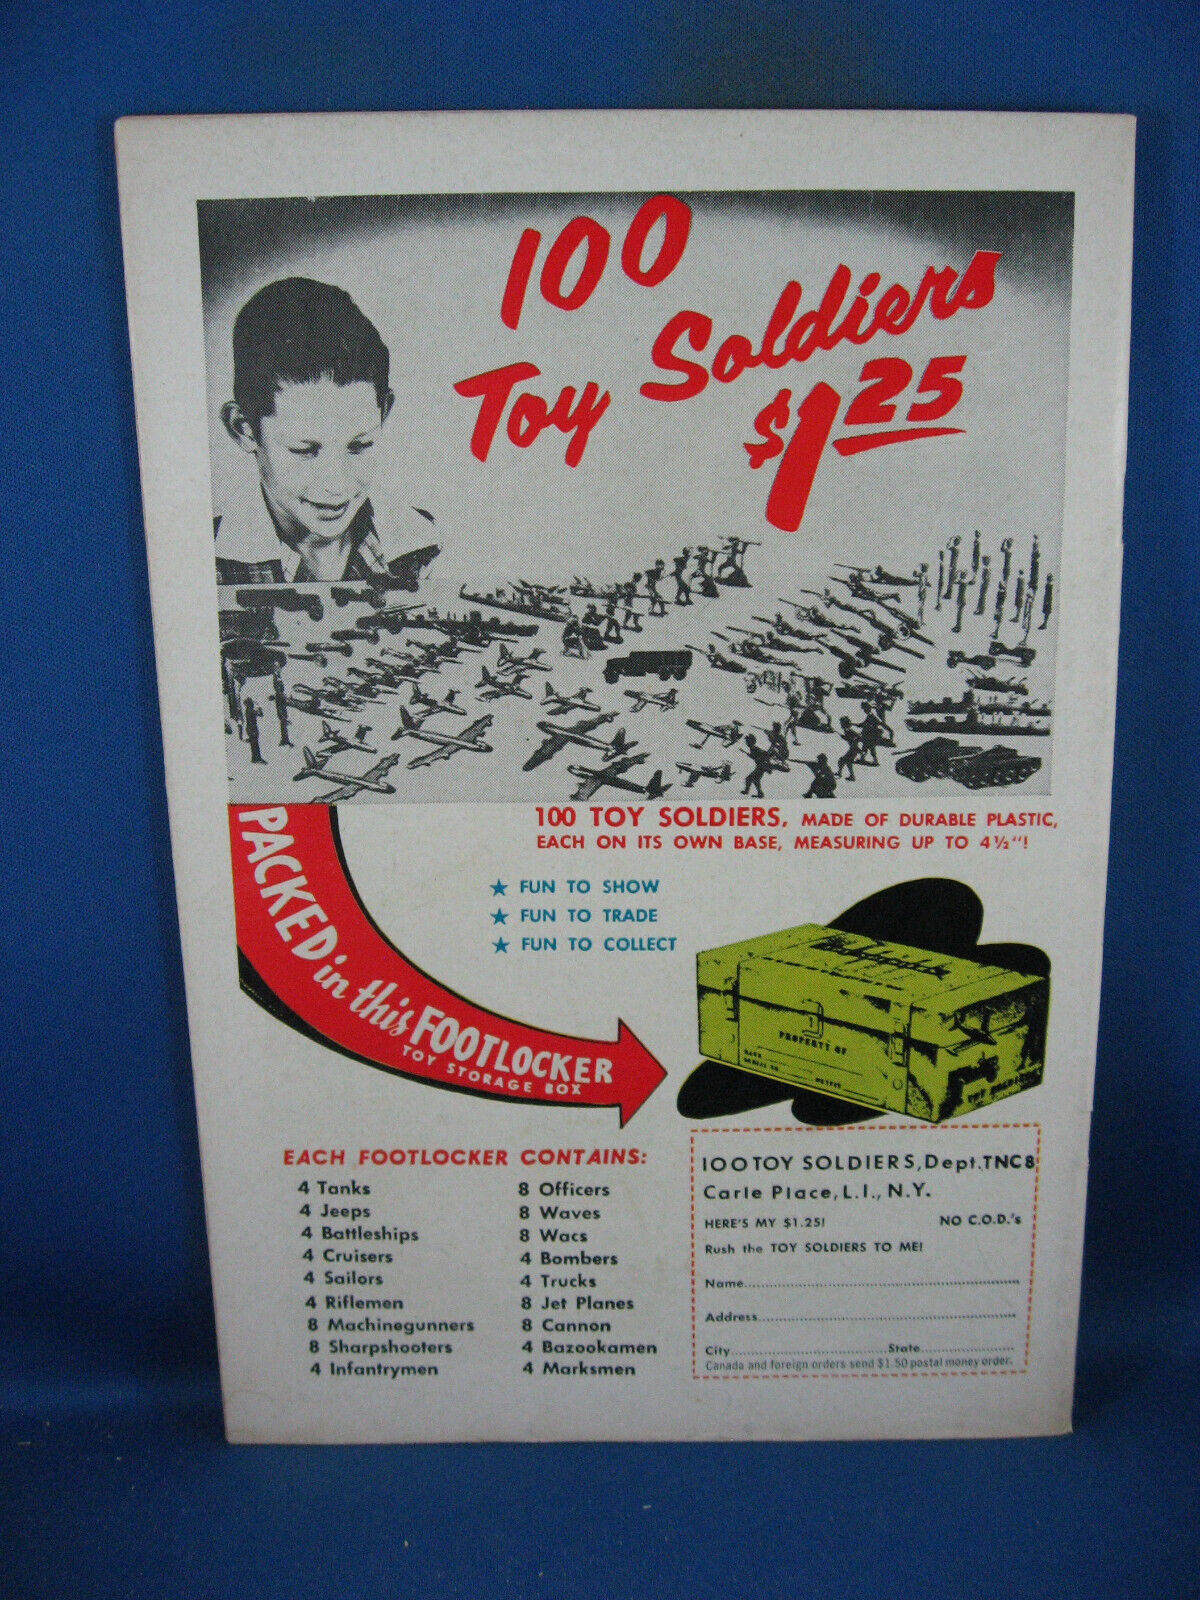 100
Toy Soldiers
$1.25
100 TOY SOLDIERS, MADE OF DURABLE PLASTIC,
EACH ON ITS OWN BASE, MEASURING UP TO 4½"!
★ FUN TO SHOW
★ FUN TO TRADE
★ FUN TO COLLECT
PACKED in this FOOTLOCKER
TOY STORAGE BOX
PROPERTY OF
TOY SOLDIERS
EACH FOOTLOCKER CONTAINS:
4 Tanks
4 Jeeps
4 Battleships
4 Cruisers
4 Sailors
4 Riflemen
8 Machinegunners
8 Sharpshooters
4 Infantrymen
8 Officers
8 Waves
8 Wacs
4 Bombers
4 Trucks
8 Jet Planes
8 Cannon
4 Bazookamen
4 Marksmen
100 TOY SOLDIERS, Dept. TNC8
Carle Place, L.I., N.Y.
HERE'S MY $1.25! NO C.O.D.'s
Rush the TOY SOLDIERS TO ME!
Name
Address
City State
Canada and foreign orders send $1.50 postal money order.